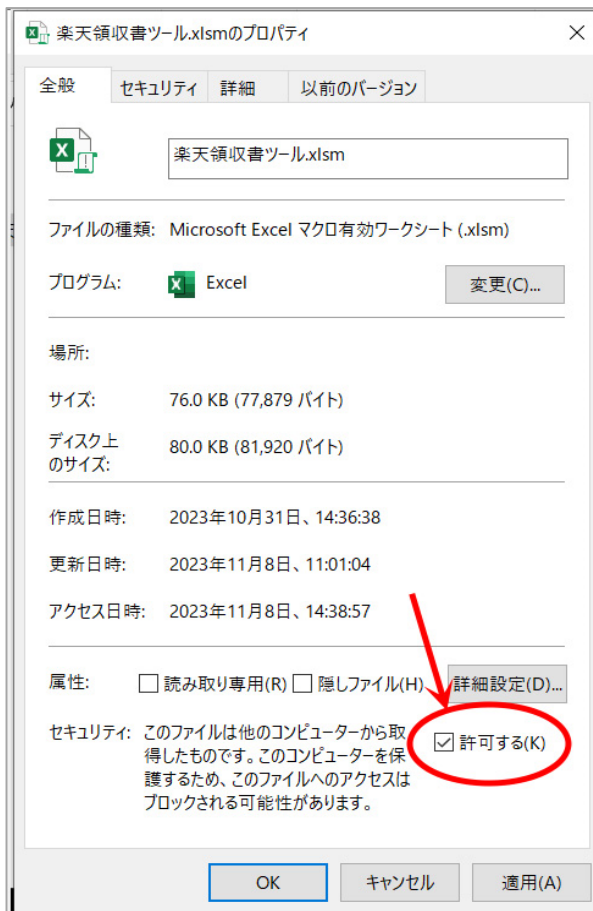 楽天領収書ツール.xlsmのプロパティ
全般 セキュリティ 詳細 以前のバージョン
楽天領収書ツール.xlsm
ファイルの種類: Microsoft Excel マクロ有効ワークシート (.xlsm)
プログラム: Excel 変更(C)...
場所:
サイズ: 76.0 KB (77,879 バイト)
ディスク上
のサイズ: 80.0 KB (81,920 バイト)
作成日時: 2023年10月31日、14:36:38
更新日時: 2023年11月8日、11:01:04
アクセス日時: 2023年11月8日、14:38:57
属性: 読み取り専用(R) 隠しファイル(H) 詳細設定(D)...
セキュリティ: このファイルは他のコンピューターから取 許可する(K)
得したものです。このコンピューターを保
護するため、このファイルへのアクセスは
ブロックされる可能性があります。
OK キャンセル 適用(A)